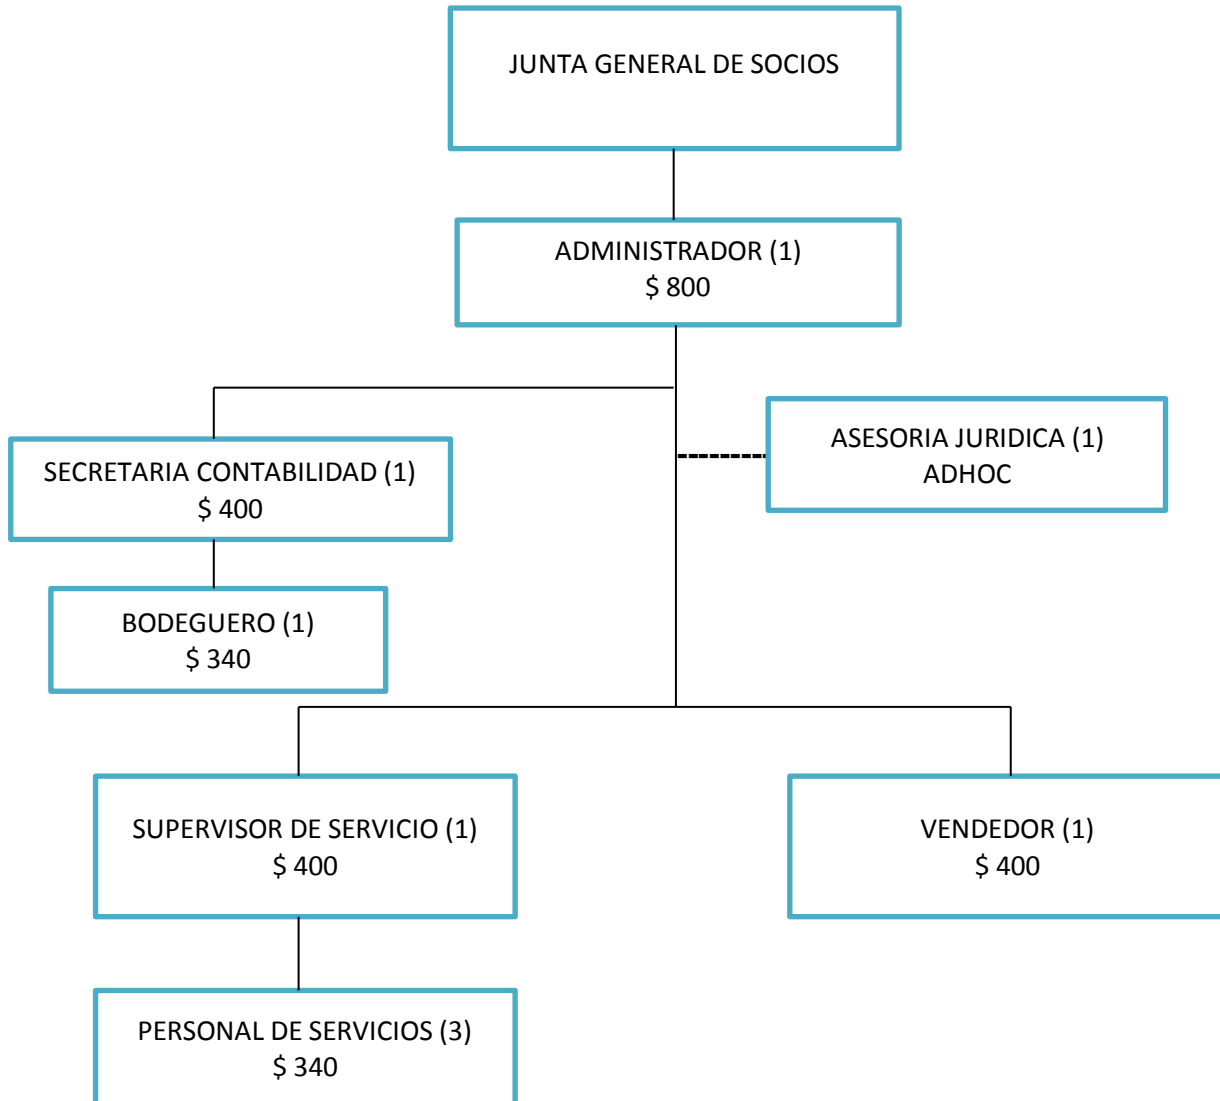 JUNTA GENERAL DE SOCIOS
ADMINISTRADOR (1)
$ 800
ASESORIA JURIDICA (1)
ADHOC
SECRETARIA CONTABILIDAD (1)
$ 400
BODEGUERO (1)
$ 340
SUPERVISOR DE SERVICIO (1)
$ 400
VENDEDOR (1)
$ 400
PERSONAL DE SERVICIOS (3)
$ 340